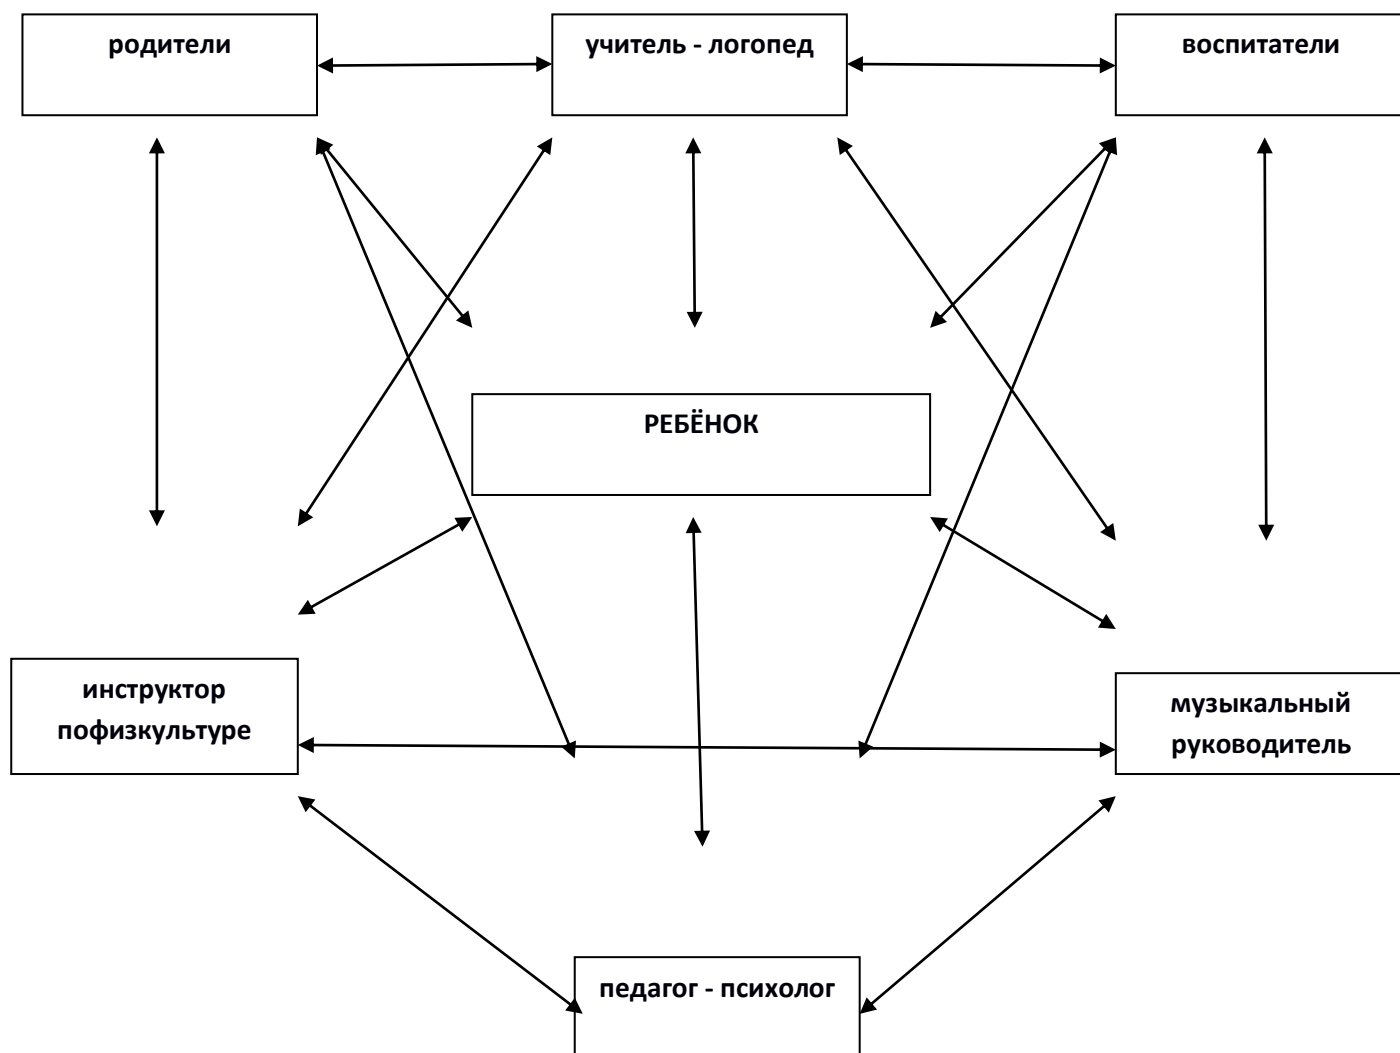 родители
учитель - логопед
воспитатели
РЕБЁНОК
инструктор
пофизкультуре
музыкальный
руководитель
педагог - психолог